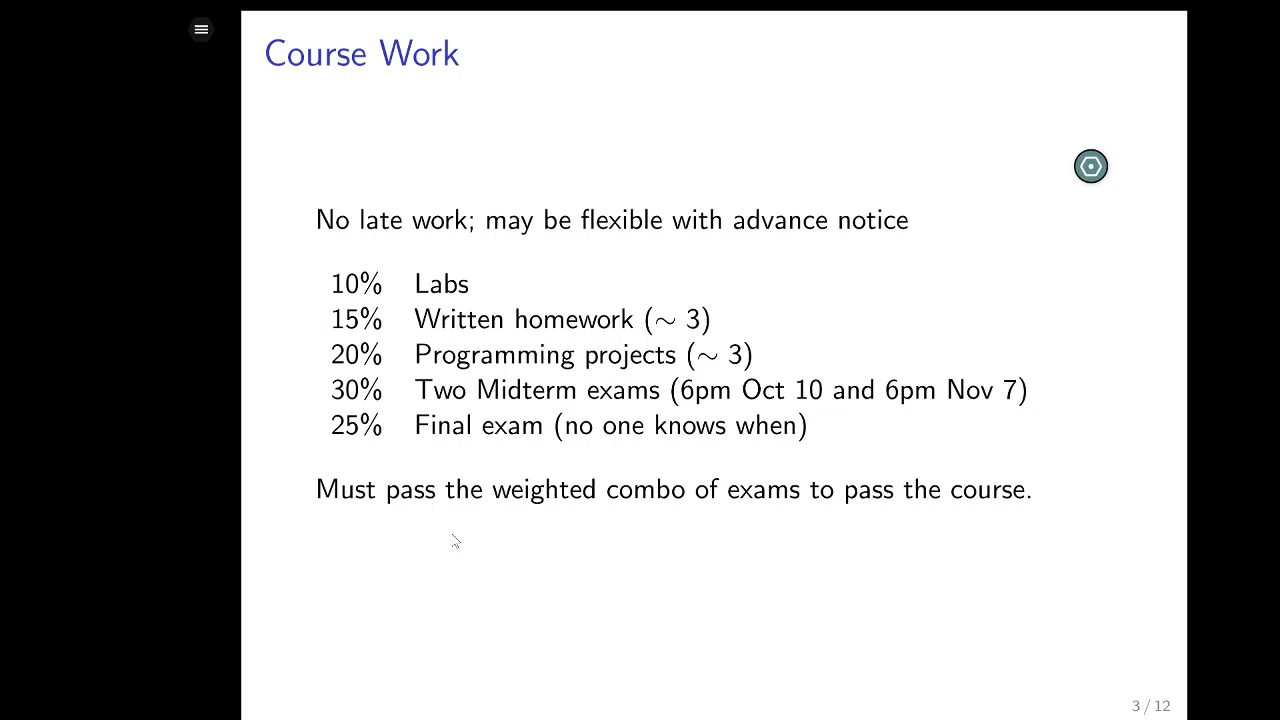 Course Work
No late work; may be flexible with advance notice
10% Labs
15% Written homework (∼ 3)
20% Programming projects (∼ 3)
30% Two Midterm exams (6pm Oct 10 and 6pm Nov 7)
25% Final exam (no one knows when)
Must pass the weighted combo of exams to pass the course.
3 / 12